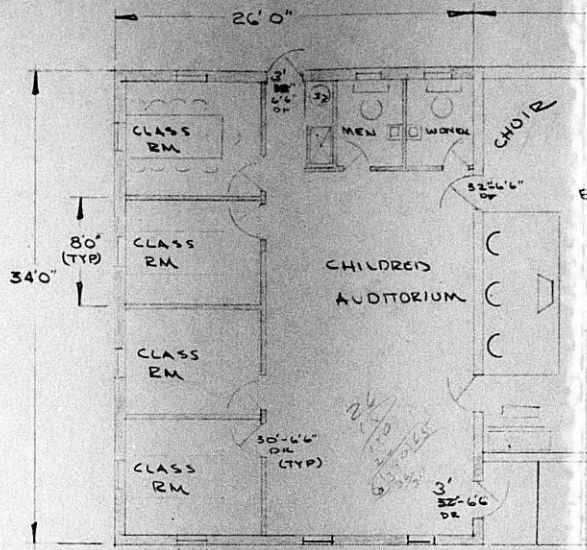 26'0"
3'
6'6"
DR
32
CLASS
RM
MEN
WOMEN
CHOIR
32"-6'6"
DR
34'0"
8'0"
(TYP)
CLASS
RM
CHILDREN'S
AUDITORIUM
E
CLASS
RM
30"-6'6"
DR
(TYP)
26
CLASS
RM
3'
32"-6'6
DR